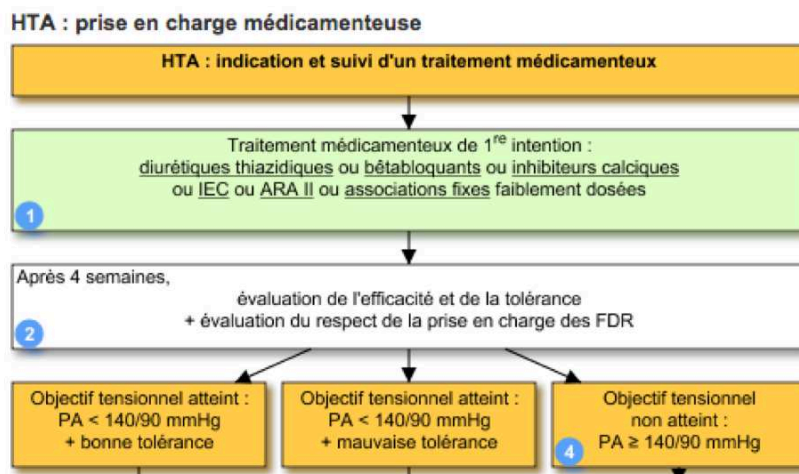 HTA : prise en charge médicamenteuse
HTA : indication et suivi d'un traitement médicamenteux
Traitement médicamenteux de 1re intention :
diurétiques thiazidiques ou bêtabloquants ou inhibiteurs calciques
ou IEC ou ARA II ou associations fixes faiblement dosées
1
Après 4 semaines,
évaluation de l'efficacité et de la tolérance
+ évaluation du respect de la prise en charge des FDR
2
Objectif tensionnel atteint :
PA < 140/90 mmHg
+ bonne tolérance
Objectif tensionnel atteint :
PA < 140/90 mmHg
+ mauvaise tolérance
Objectif tensionnel
non atteint :
PA ≥ 140/90 mmHg
4